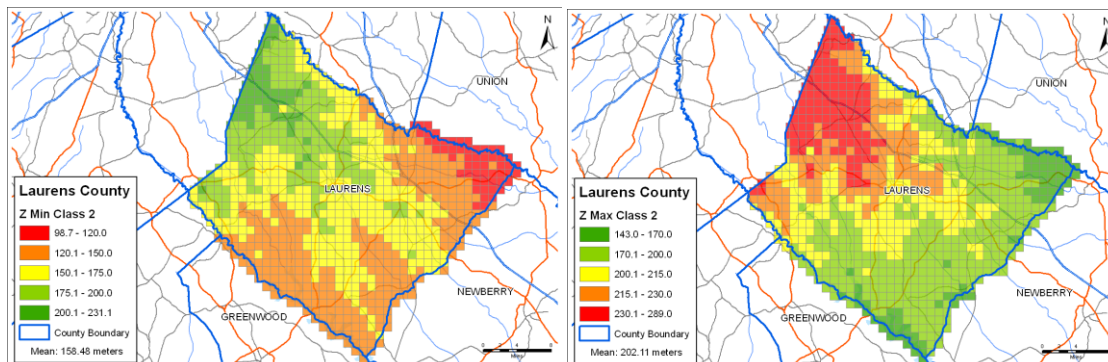 N
UNION
LAURENS
NEWBERRY
GREENWOOD
Laurens County
Z Min Class 2
98.7 - 120.0
120.1 - 150.0
150.1 - 175.0
175.1 - 200.0
200.1 - 231.1
County Boundary
Mean: 158.48 meters
Miles
N
UNION
LAURENS
NEWBERRY
GREENWOOD
Laurens County
Z Max Class 2
143.0 - 170.0
170.1 - 200.0
200.1 - 215.0
215.1 - 230.0
230.1 - 289.0
County Boundary
Mean: 202.11 meters
Miles